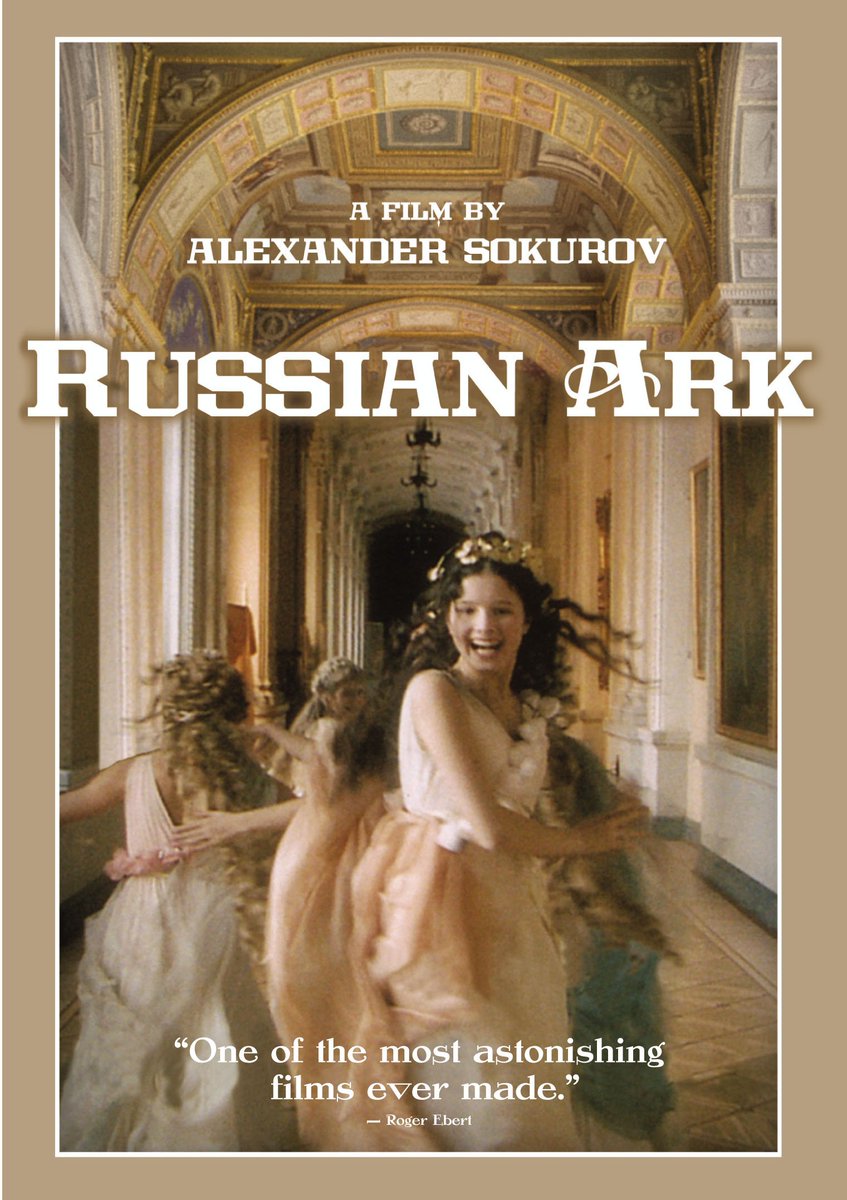 A FILM BY
ALEXANDER SOKUROV
RUSSIAN ARK
“One of the most astonishing
films ever made.”
— Roger Ebert